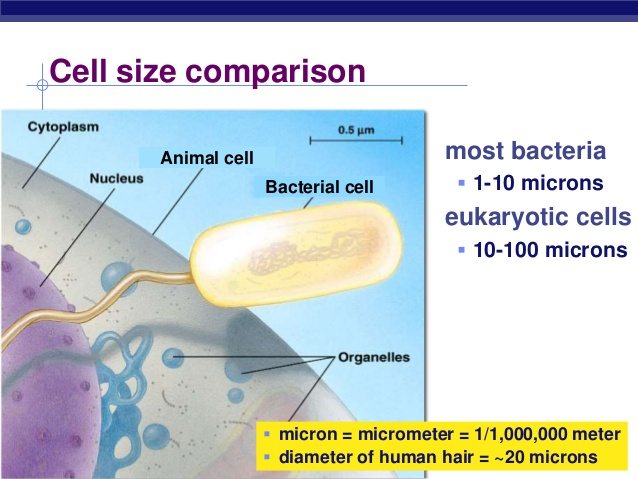 Cell size comparison
Cytoplasm
0.5 µm
Animal cell
Nucleus
Bacterial cell
Organelles
most bacteria
▪ 1-10 microns
eukaryotic cells
▪ 10-100 microns
▪ micron = micrometer = 1/1,000,000 meter
▪ diameter of human hair = ~20 microns